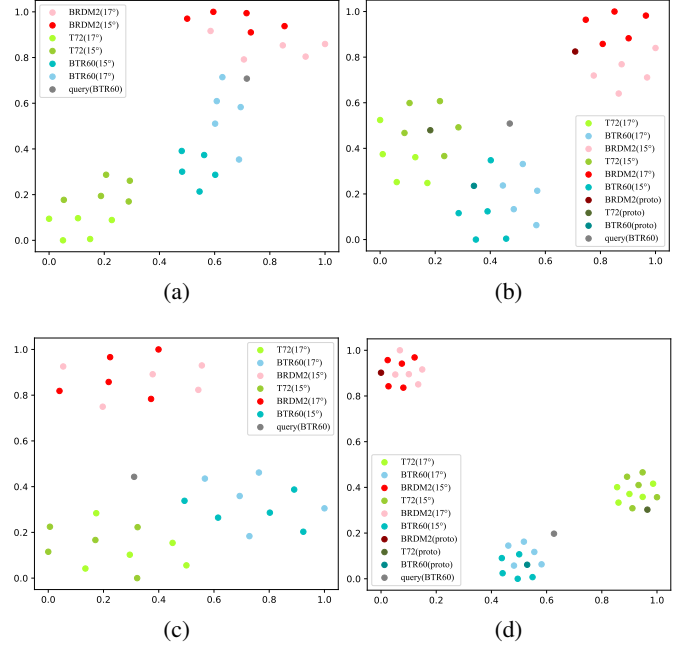 1.0
0.8
0.6
0.4
0.2
0.0
0.0 0.2 0.4 0.6 0.8 1.0
BRDM2(17°)
BRDM2(15°)
T72(17°)
T72(15°)
BTR60(15°)
BTR60(17°)
query(BTR60)
(a)
1.0
0.8
0.6
0.4
0.2
0.0
0.0 0.2 0.4 0.6 0.8 1.0
T72(17°)
BTR60(17°)
BRDM2(15°)
T72(15°)
BRDM2(17°)
BTR60(15°)
BRDM2(proto)
T72(proto)
BTR60(proto)
query(BTR60)
(b)
1.0
0.8
0.6
0.4
0.2
0.0
0.0 0.2 0.4 0.6 0.8 1.0
T72(17°)
BTR60(17°)
BRDM2(15°)
T72(15°)
BRDM2(17°)
BTR60(15°)
query(BTR60)
(c)
1.0
0.8
0.6
0.4
0.2
0.0
0.0 0.2 0.4 0.6 0.8 1.0
T72(17°)
BTR60(17°)
BRDM2(15°)
T72(15°)
BRDM2(17°)
BTR60(15°)
BRDM2(proto)
T72(proto)
BTR60(proto)
query(BTR60)
(d)